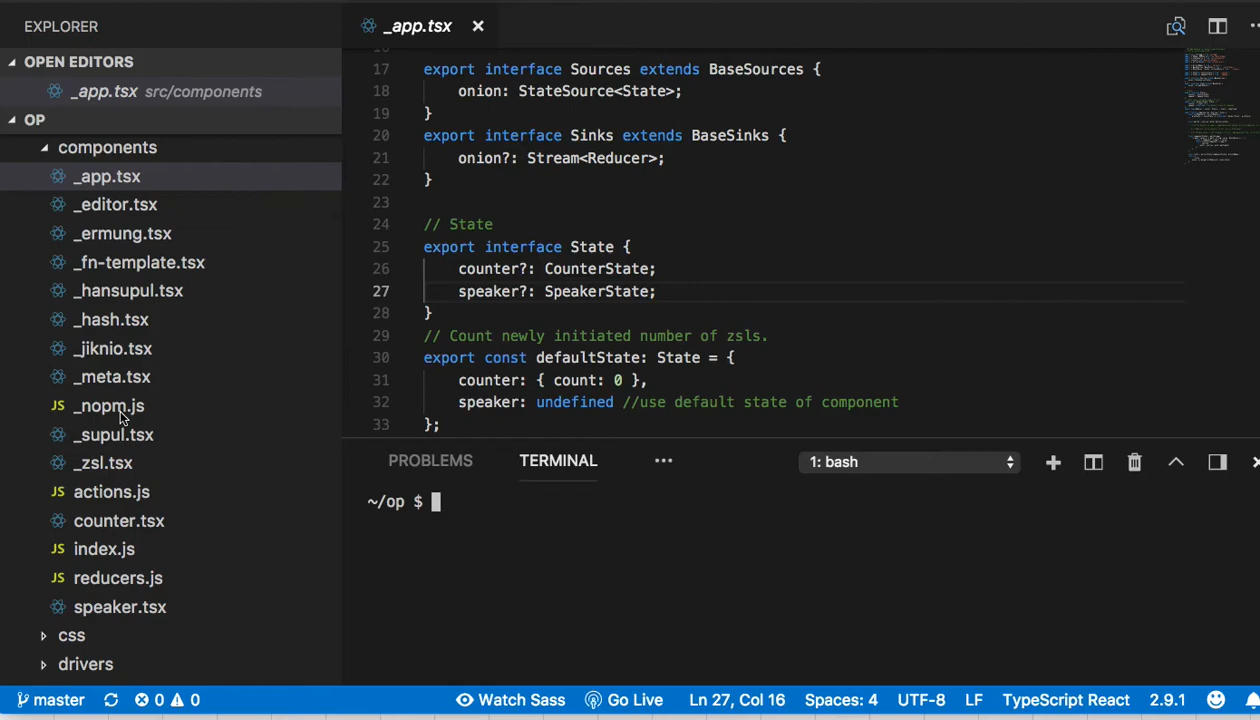 EXPLORER
OPEN EDITORS
_app.tsx src/components
OP
components
_app.tsx
_editor.tsx
_ermung.tsx
_fn-template.tsx
_hansupul.tsx
_hash.tsx
_jiknio.tsx
_meta.tsx
JS _nopm.js
_supul.tsx
_zsl.tsx
JS actions.js
counter.tsx
JS index.js
JS reducers.js
speaker.tsx
css
drivers
_app.tsx
17 export interface Sources extends BaseSources {
18 onion: StateSource<State>;
19 }
20 export interface Sinks extends BaseSinks {
21 onion?: Stream<Reducer>;
22 }
23
24 // State
25 export interface State {
26 counter?: CounterState;
27 speaker?: SpeakerState;
28 }
29 // Count newly initiated number of zsls.
30 export const defaultState: State = {
31 counter: { count: 0 },
32 speaker: undefined //use default state of component
33 };
PROBLEMS TERMINAL ••• 1: bash
~/op $
master 0 0 Watch Sass Go Live Ln 27, Col 16 Spaces: 4 UTF-8 LF TypeScript React 2.9.1